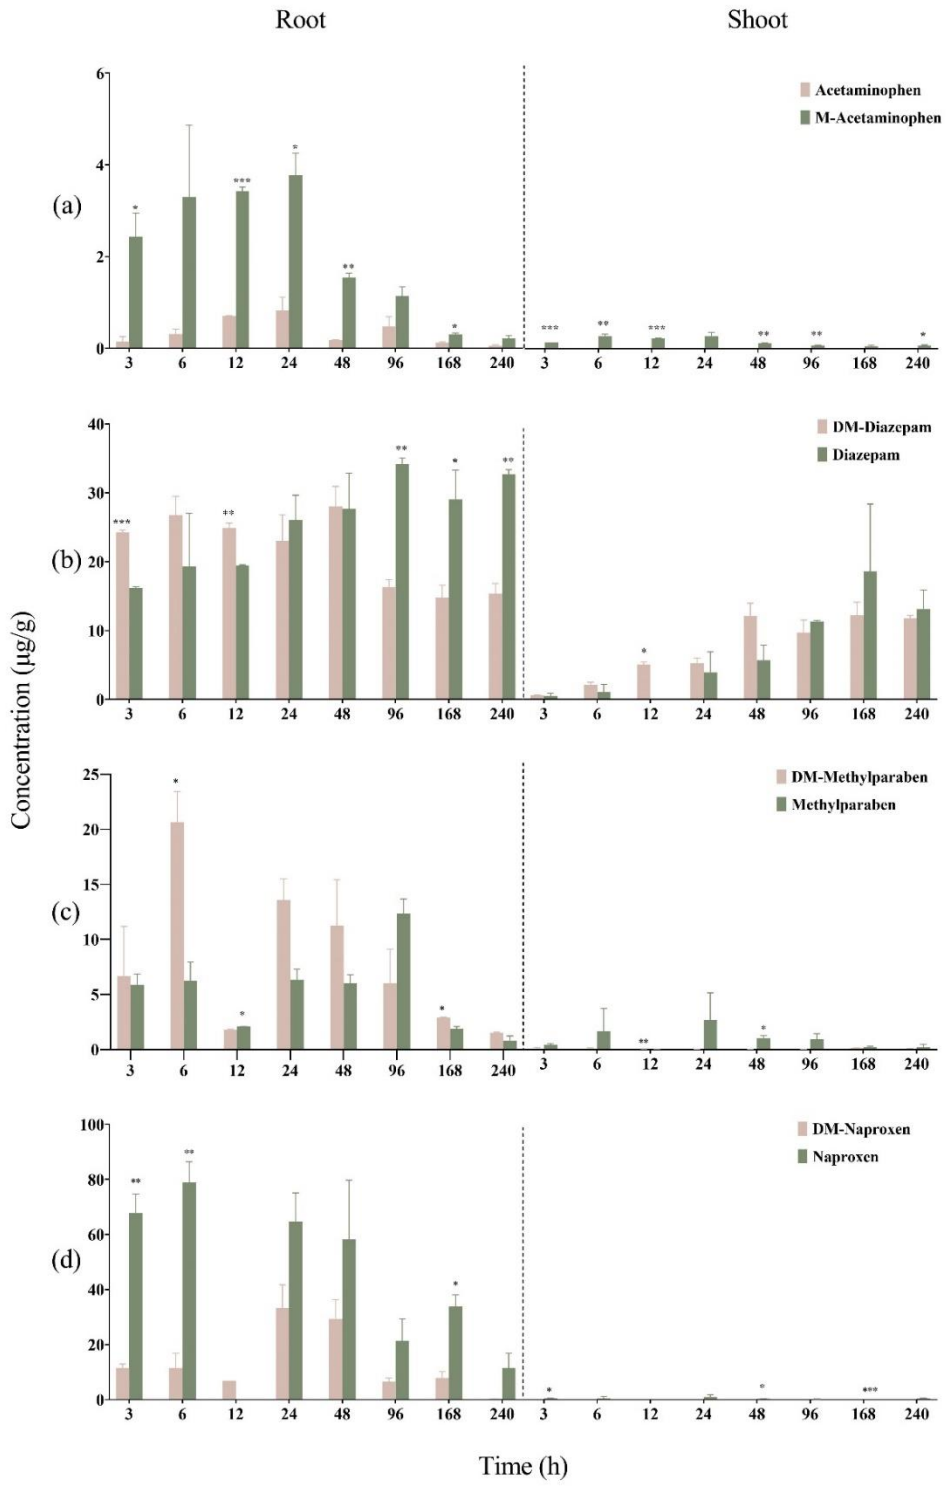 Root Shoot
Acetaminophen
M-Acetaminophen
(a)
6
4
2
0
* *** * ** * *** ** *** ** ** *
3 6 12 24 48 96 168 240 3 6 12 24 48 96 168 240
DM-Diazepam
Diazepam
(b)
40
30
20
10
0
*** ** ** * ** *
3 6 12 24 48 96 168 240 3 6 12 24 48 96 168 240
Concentration (µg/g)
DM-Methylparaben
Methylparaben
(c)
25
20
15
10
5
0
* * * ** *
3 6 12 24 48 96 168 240 3 6 12 24 48 96 168 240
DM-Naproxen
Naproxen
(d)
100
80
60
40
20
0
** ** * * * ***
3 6 12 24 48 96 168 240 3 6 12 24 48 96 168 240
Time (h)